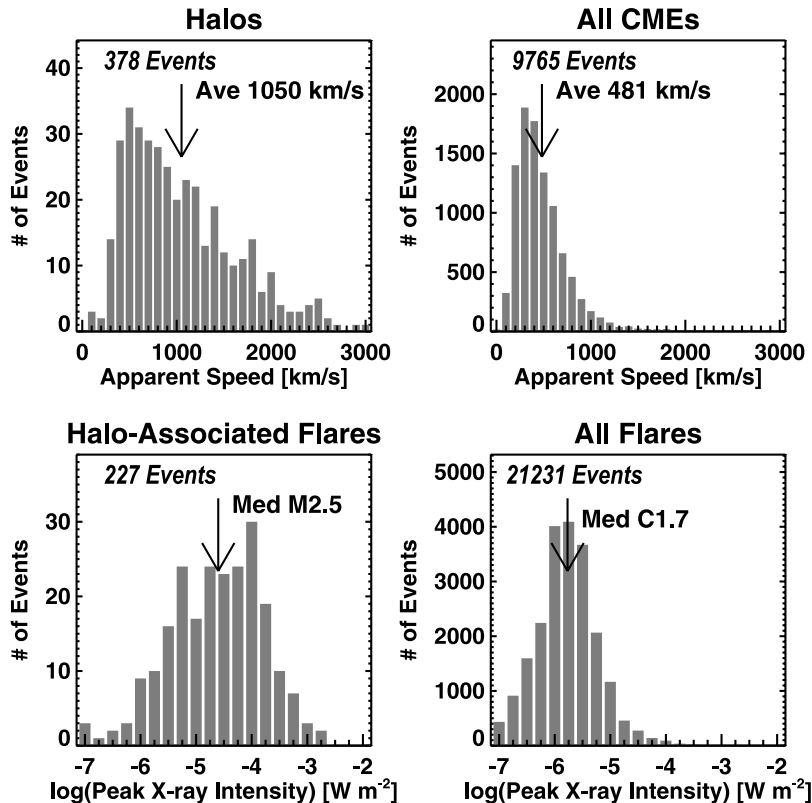 Halos
378 Events
Ave 1050 km/s
# of Events
40
30
20
10
0
0 1000 2000 3000
Apparent Speed [km/s]
All CMEs
9765 Events
Ave 481 km/s
# of Events
2000
1500
1000
500
0
0 1000 2000 3000
Apparent Speed [km/s]
Halo-Associated Flares
227 Events
Med M2.5
# of Events
30
20
10
0
-7 -6 -5 -4 -3 -2
log(Peak X-ray Intensity) [W m-2]
All Flares
21231 Events
Med C1.7
# of Events
5000
4000
3000
2000
1000
0
-7 -6 -5 -4 -3 -2
log(Peak X-ray Intensity) [W m-2]